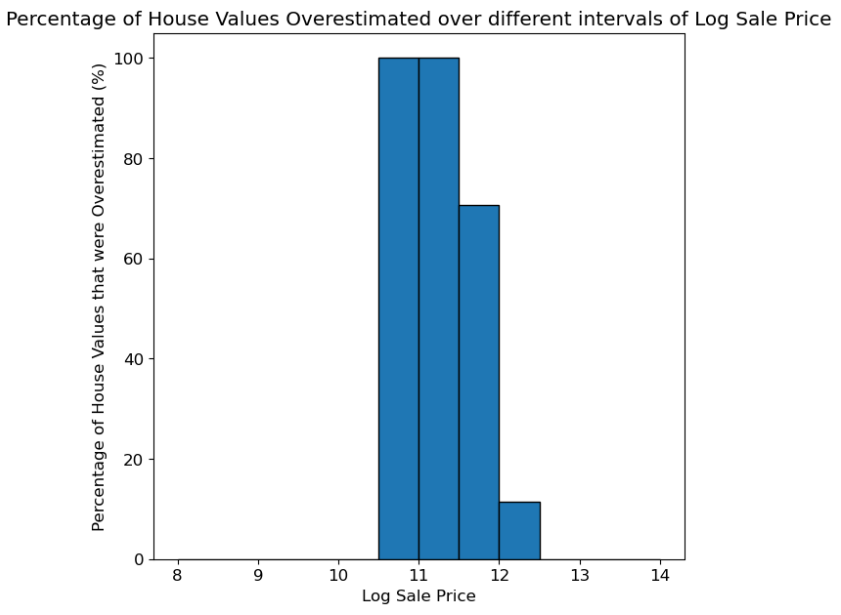 Percentage of House Values Overestimated over different intervals of Log Sale Price
Percentage of House Values that were Overestimated (%)
100
80
60
40
20
0
8 9 10 11 12 13 14
Log Sale Price